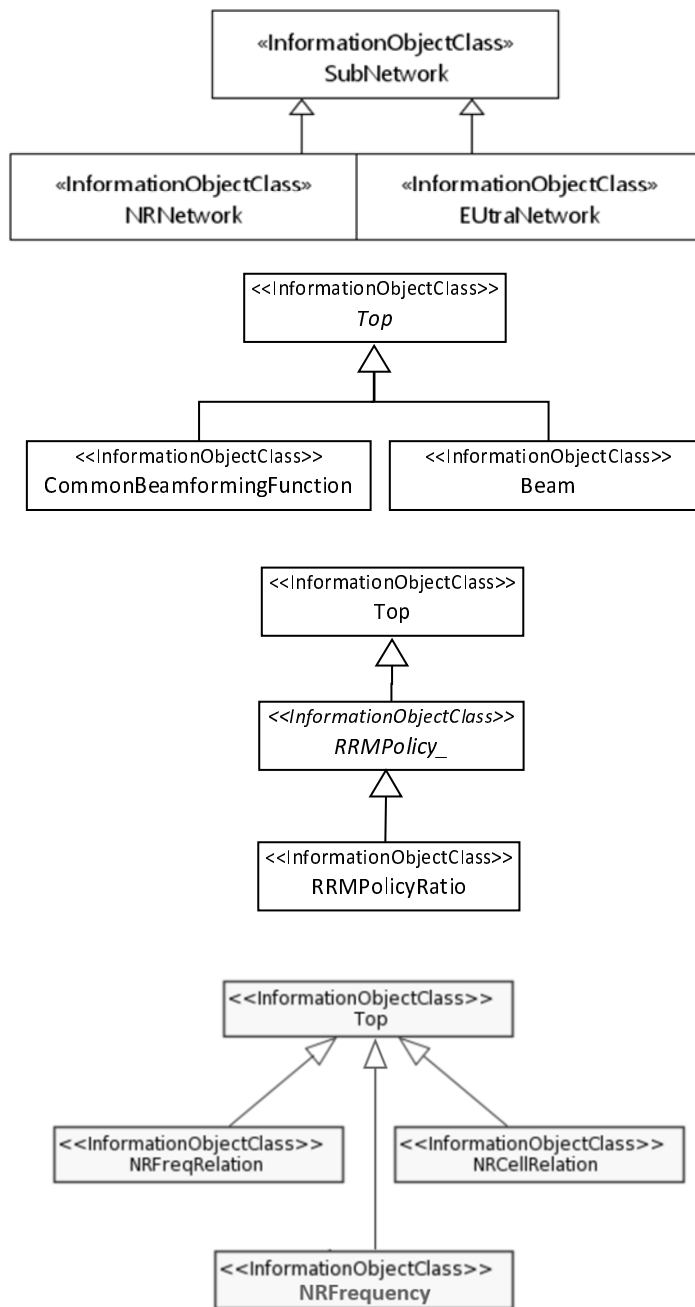 «InformationObjectClass»
SubNetwork
«InformationObjectClass»
NRNetwork
«InformationObjectClass»
EUtraNetwork
<<InformationObjectClass>>
Top
<<InformationObjectClass>>
CommonBeamformingFunction
<<InformationObjectClass>>
Beam
<<InformationObjectClass>>
Top
<<InformationObjectClass>>
RRMPolicy_
<<InformationObjectClass>>
RRMPolicyRatio
<<InformationObjectClass>>
Top
<<InformationObjectClass>>
NRFreqRelation
<<InformationObjectClass>>
NRCellRelation
<<InformationObjectClass>>
NRFrequency